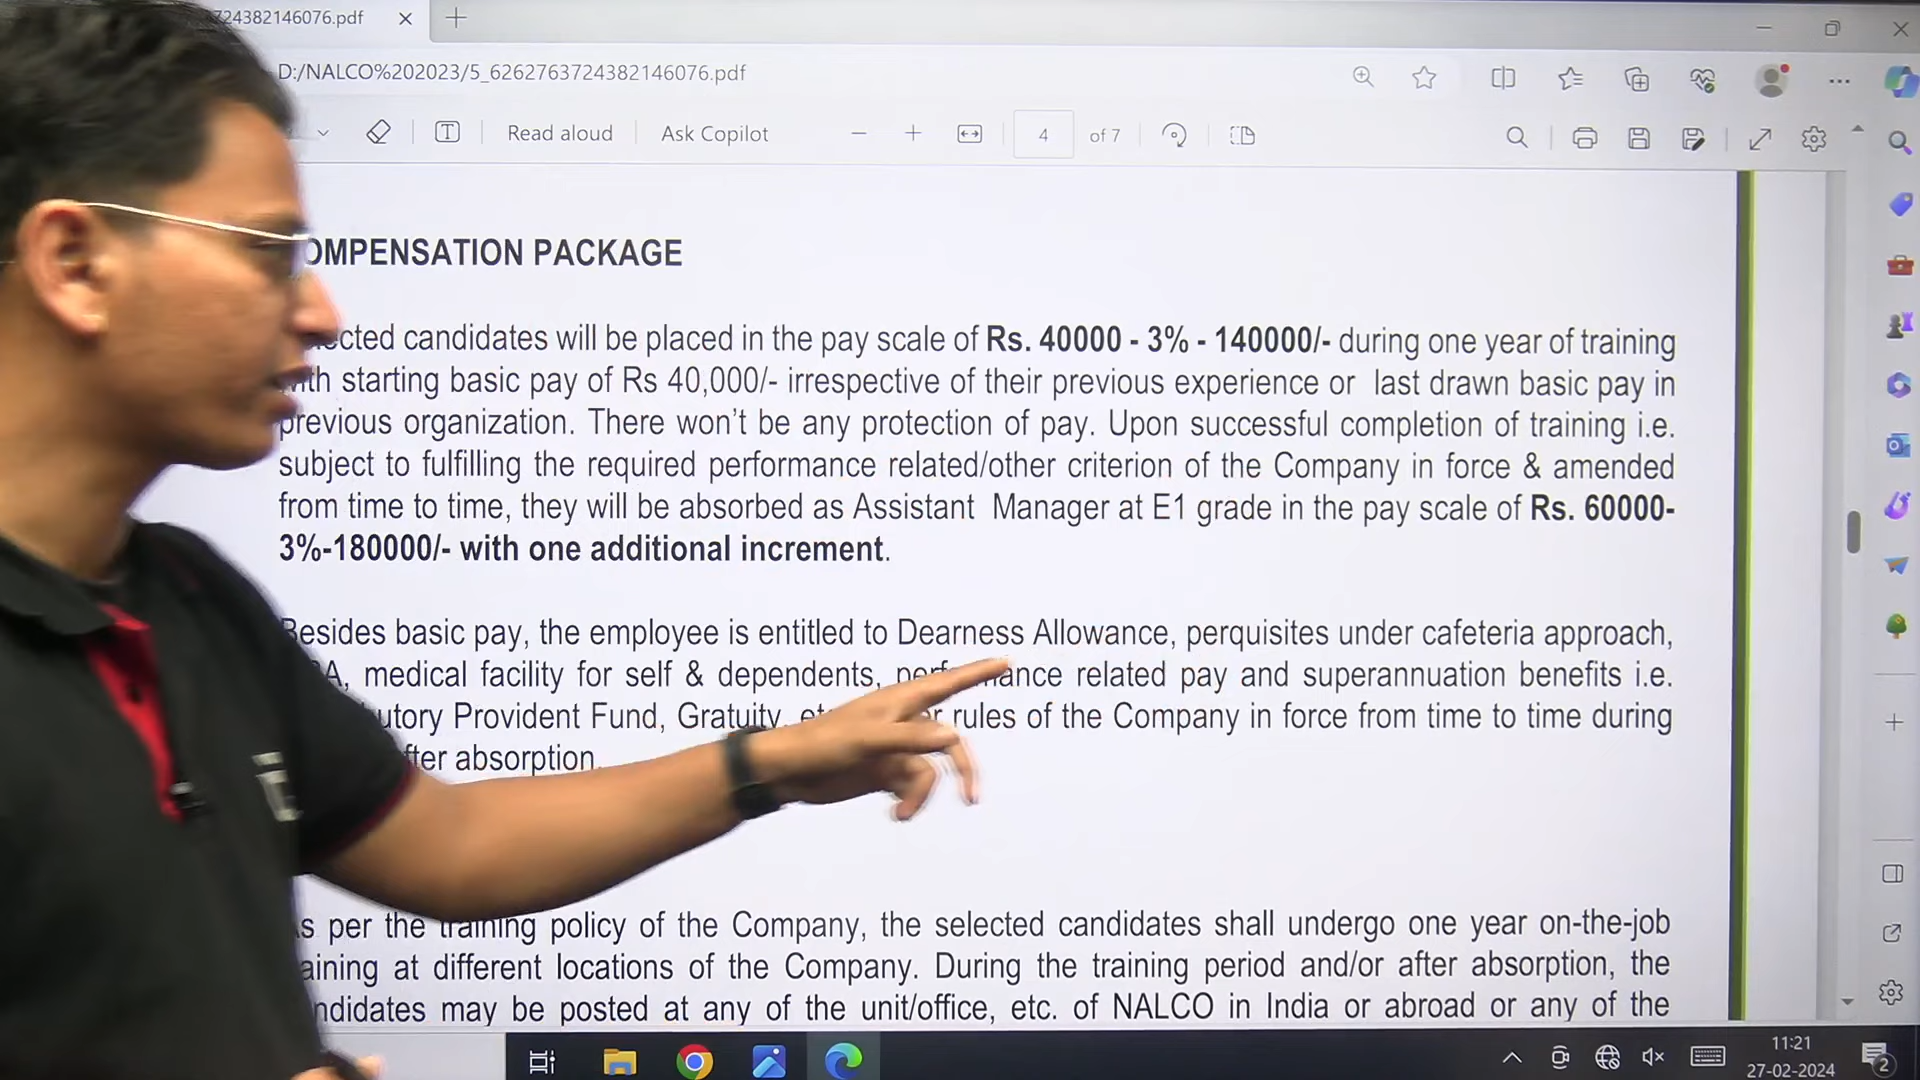 724382146076.pdf
D:/NALCO%202023/5_6262763724382146076.pdf
Read aloud Ask Copilot 4 of 7
OMPENSATION PACKAGE
ected candidates will be placed in the pay scale of Rs. 40000 - 3% - 140000/- during one year of training
with starting basic pay of Rs 40,000/- irrespective of their previous experience or last drawn basic pay in
previous organization. There won't be any protection of pay. Upon successful completion of training i.e.
subject to fulfilling the required performance related/other criterion of the Company in force & amended
from time to time, they will be absorbed as Assistant Manager at E1 grade in the pay scale of Rs. 60000-
3%-180000/- with one additional increment.
Besides basic pay, the employee is entitled to Dearness Allowance, perquisites under cafeteria approach,
A, medical facility for self & dependents, performance related pay and superannuation benefits i.e.
utory Provident Fund, Gratuity, rules of the Company in force from time to time during
fter absorption.
As per the training policy of the Company, the selected candidates shall undergo one year on-the-job
aining at different locations of the Company. During the training period and/or after absorption, the
ndidates may be posted at any of the unit/office, etc. of NALCO in India or abroad or any of the
11:21
27-02-2024
2